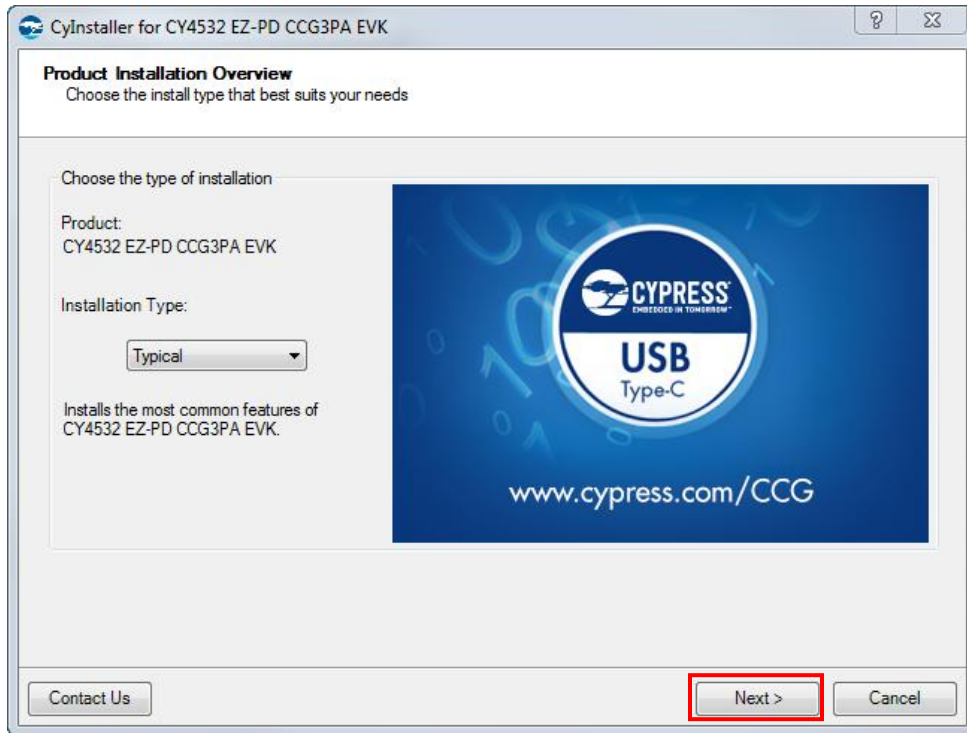 CyInstaller for CY4532 EZ-PD CCG3PA EVK
Product Installation Overview
Choose the install type that best suits your needs
Choose the type of installation
Product:
CY4532 EZ-PD CCG3PA EVK
Installation Type:
Typical
Installs the most common features of
CY4532 EZ-PD CCG3PA EVK.
CYPRESS
EMBEDDED IN TOMORROW™
USB
Type-C
www.cypress.com/CCG
Contact Us
Next >
Cancel